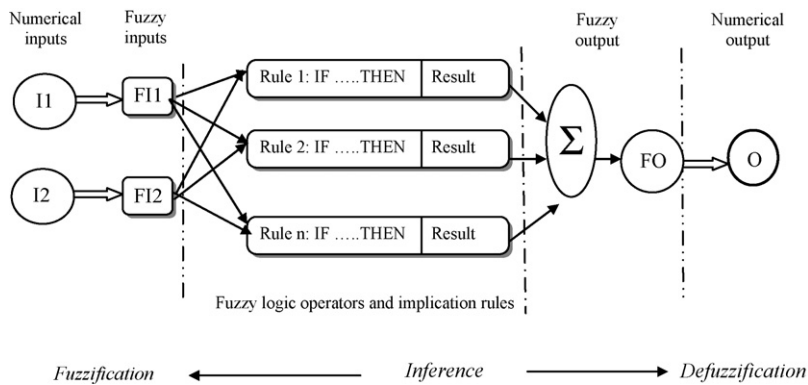 Numerical
inputs
Fuzzy
inputs
Fuzzy
output
Numerical
output
I1
FI1
Rule 1: IF …..THEN
Result
I2
FI2
Rule 2: IF …..THEN
Result
Rule n: IF …..THEN
Result
Σ
FO
O
Fuzzy logic operators and implication rules
Fuzzification
Inference
Defuzzification